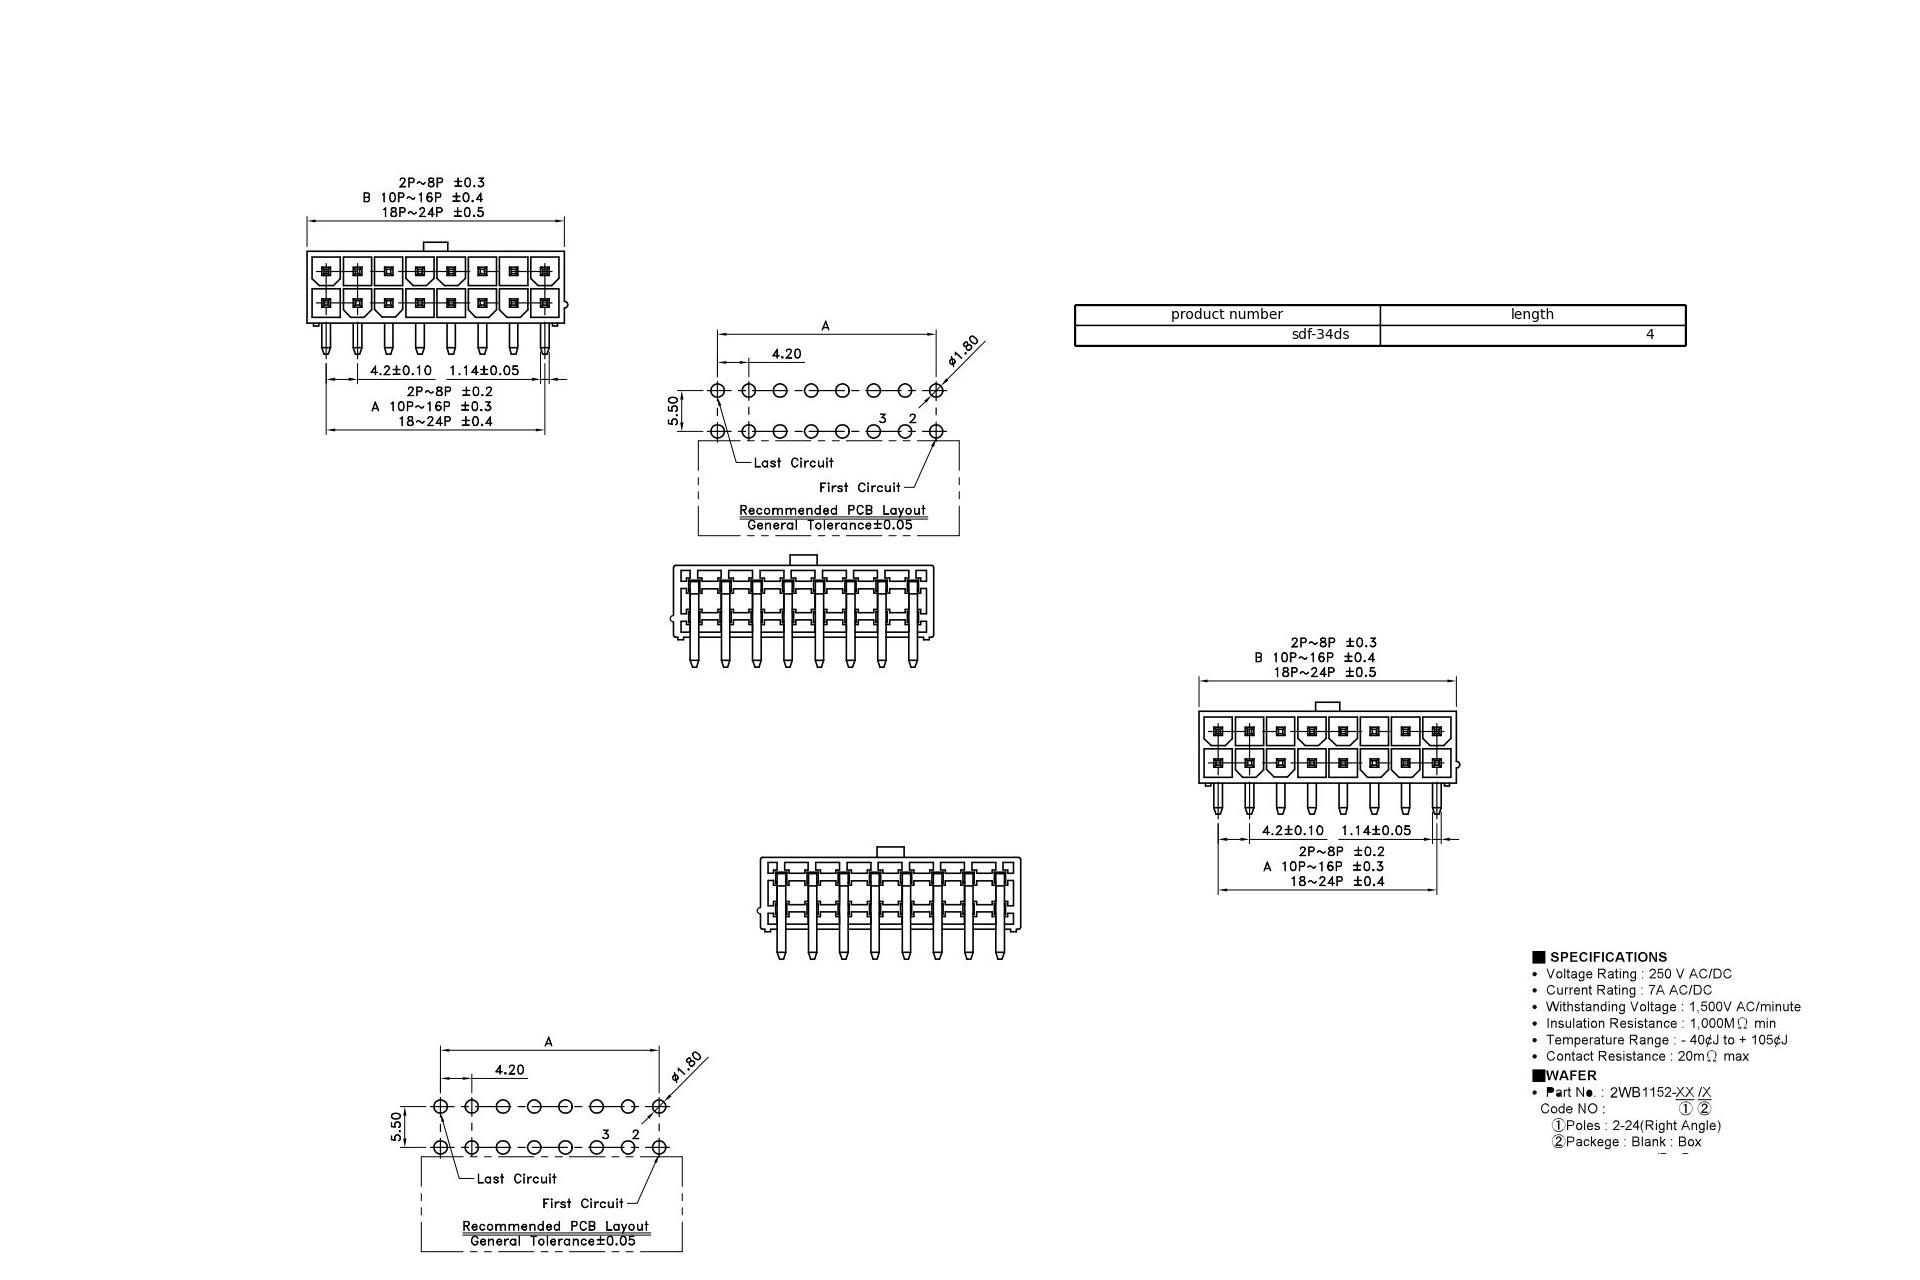 2P~8P ±0.3
B 10P~16P ±0.4
18P~24P ±0.5
4.2±0.10 1.14±0.05
2P~8P ±0.2
A 10P~16P ±0.3
18~24P ±0.4
A
4.20
ø1.80
5.50
3 2
Last Circuit
First Circuit
Recommended PCB Layout
General Tolerance±0.05
product number length
sdf-34ds 4
2P~8P ±0.3
B 10P~16P ±0.4
18P~24P ±0.5
4.2±0.10 1.14±0.05
2P~8P ±0.2
A 10P~16P ±0.3
18~24P ±0.4
A
4.20
ø1.80
5.50
3 2
Last Circuit
First Circuit
Recommended PCB Layout
General Tolerance±0.05
■ SPECIFICATIONS
• Voltage Rating : 250 V AC/DC
• Current Rating : 7A AC/DC
• Withstanding Voltage : 1,500V AC/minute
• Insulation Resistance : 1,000MΩ min
• Temperature Range : - 40¢J to + 105¢J
• Contact Resistance : 20mΩ max
■WAFER
• Part No. : 2WB1152-XX /X
Code NO : ① ②
①Poles : 2-24(Right Angle)
②Packege : Blank : Box